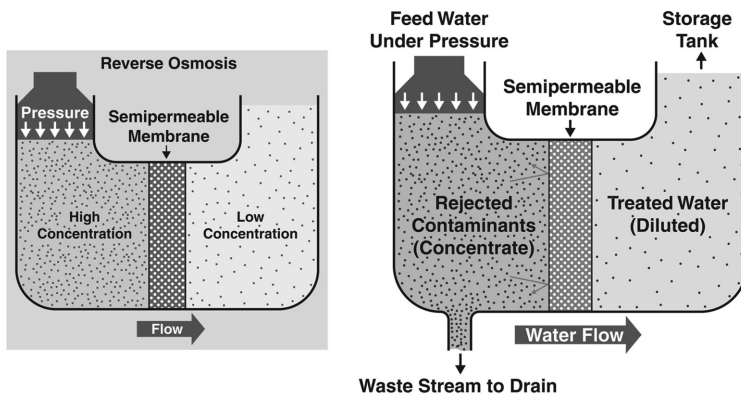 Reverse Osmosis
Pressure
Semipermeable
Membrane
High
Concentration
Low
Concentration
Flow
Feed Water
Under Pressure
Storage
Tank
Semipermeable
Membrane
Rejected
Contaminants
(Concentrate)
Treated Water
(Diluted)
Water Flow
Waste Stream to Drain